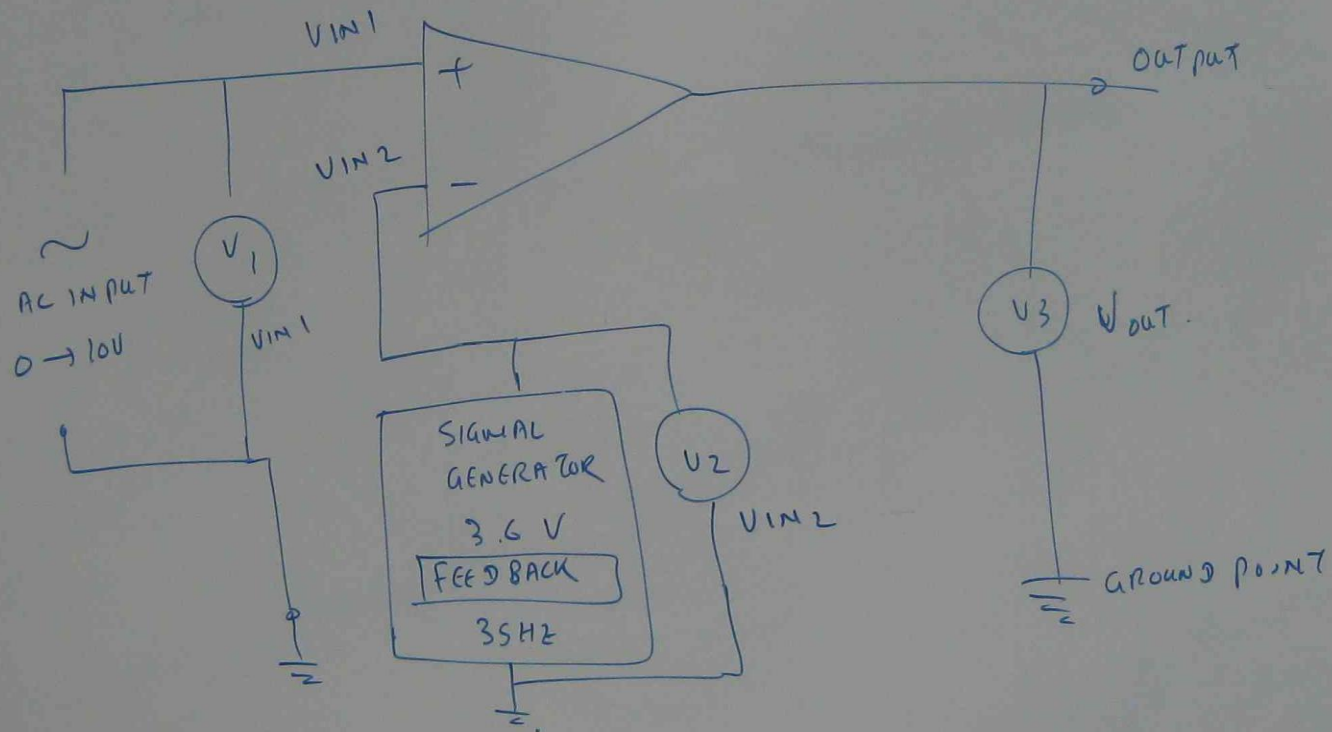 VIN1
+
OUTPUT
VIN2
-
~
AC INPUT
0 → 10V
V1
VIN1
V3
VOUT.
SIGNAL
GENERATOR
3.6 V
FEEDBACK
35HZ
V2
VIN2
GROUND POINT